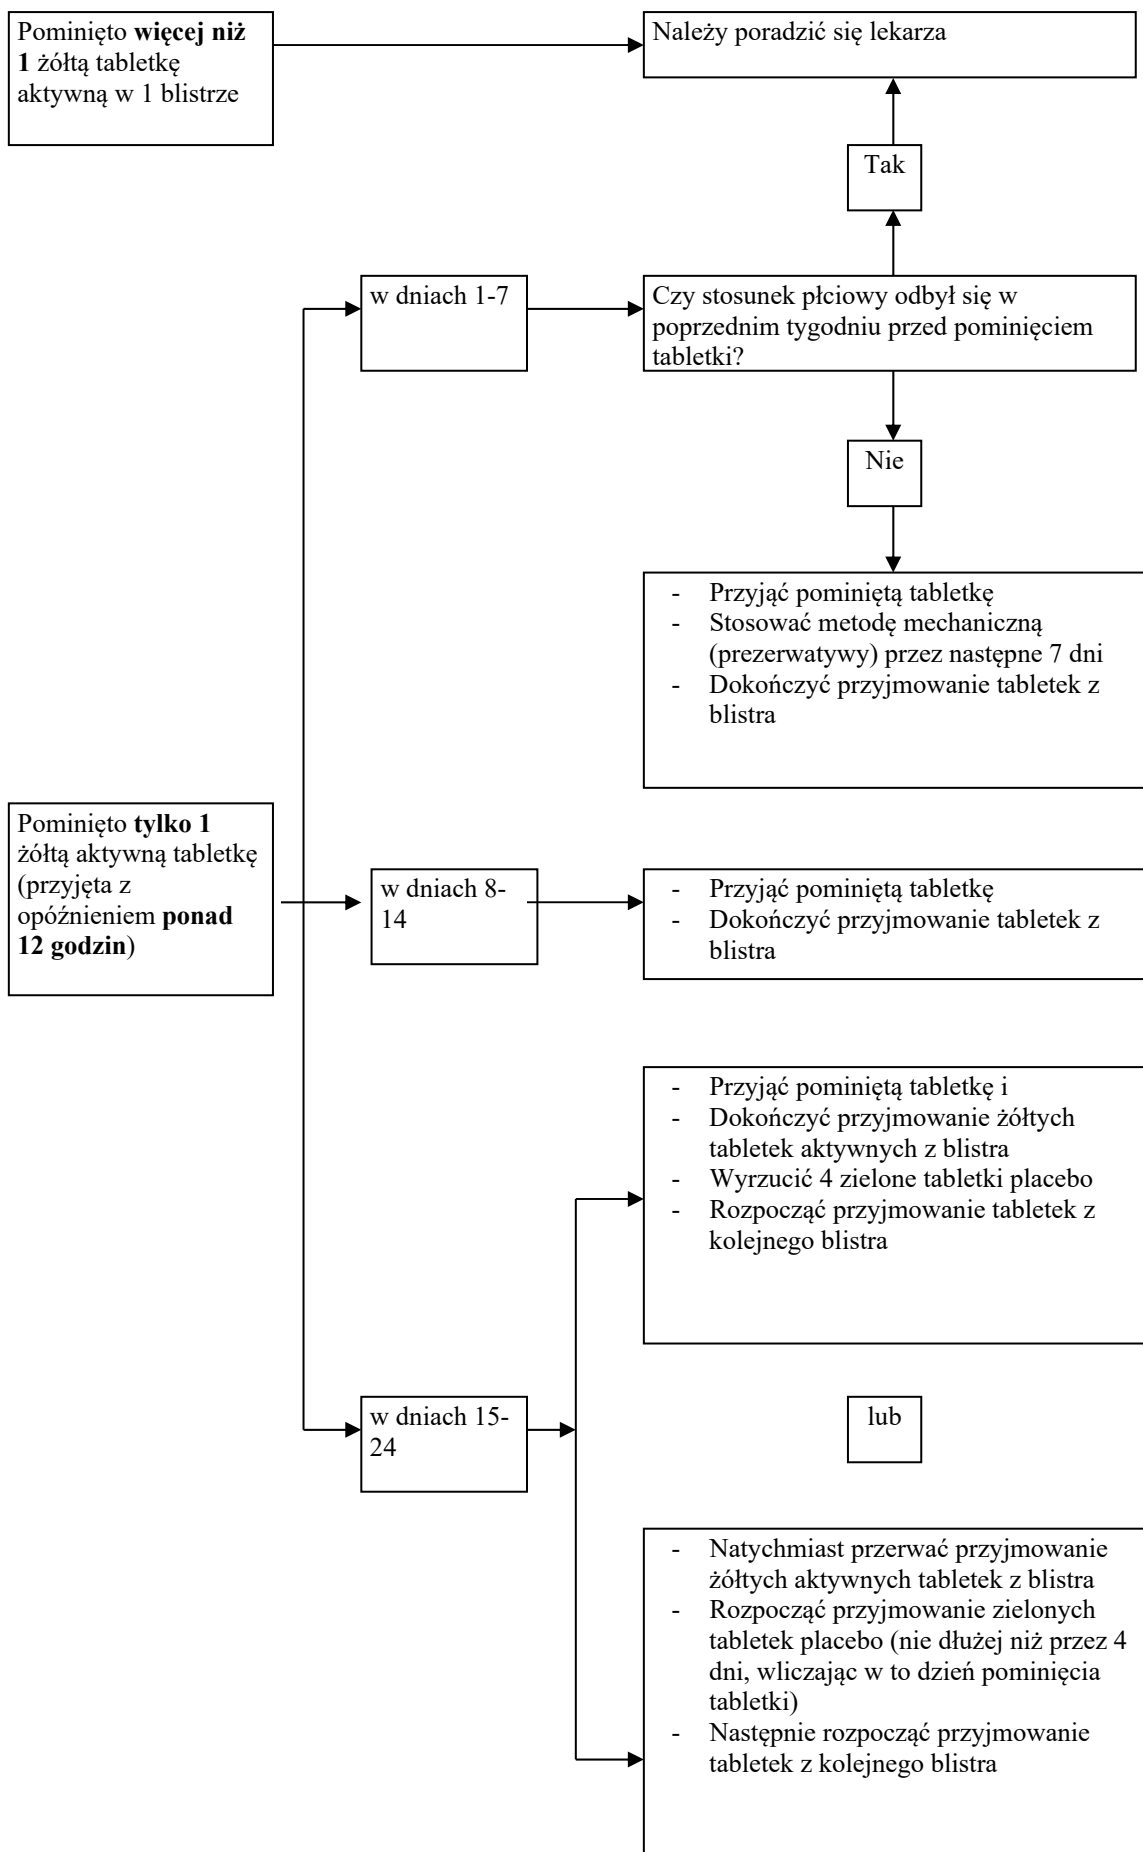 Pominięto więcej niż
1 żółtą tabletkę
aktywną w 1 blistrze
Należy poradzić się lekarza
Tak
w dniach 1-7
Czy stosunek płciowy odbył się w
poprzednim tygodniu przed pominięciem
tabletki?
Nie
- Przyjąć pominiętą tabletkę
- Stosować metodę mechaniczną
(prezerwatywy) przez następne 7 dni
- Dokończyć przyjmowanie tabletek z
blistra
Pominięto tylko 1
żółtą aktywną tabletkę
(przyjęta z
opóźnieniem ponad
12 godzin)
w dniach 8-
14
- Przyjąć pominiętą tabletkę
- Dokończyć przyjmowanie tabletek z
blistra
- Przyjąć pominiętą tabletkę i
- Dokończyć przyjmowanie żółtych
tabletek aktywnych z blistra
- Wyrzucić 4 zielone tabletki placebo
- Rozpocząć przyjmowanie tabletek z
kolejnego blistra
w dniach 15-
24
lub
- Natychmiast przerwać przyjmowanie
żółtych aktywnych tabletek z blistra
- Rozpocząć przyjmowanie zielonych
tabletek placebo (nie dłużej niż przez 4
dni, wliczając w to dzień pominięcia
tabletki)
- Następnie rozpocząć przyjmowanie
tabletek z kolejnego blistra